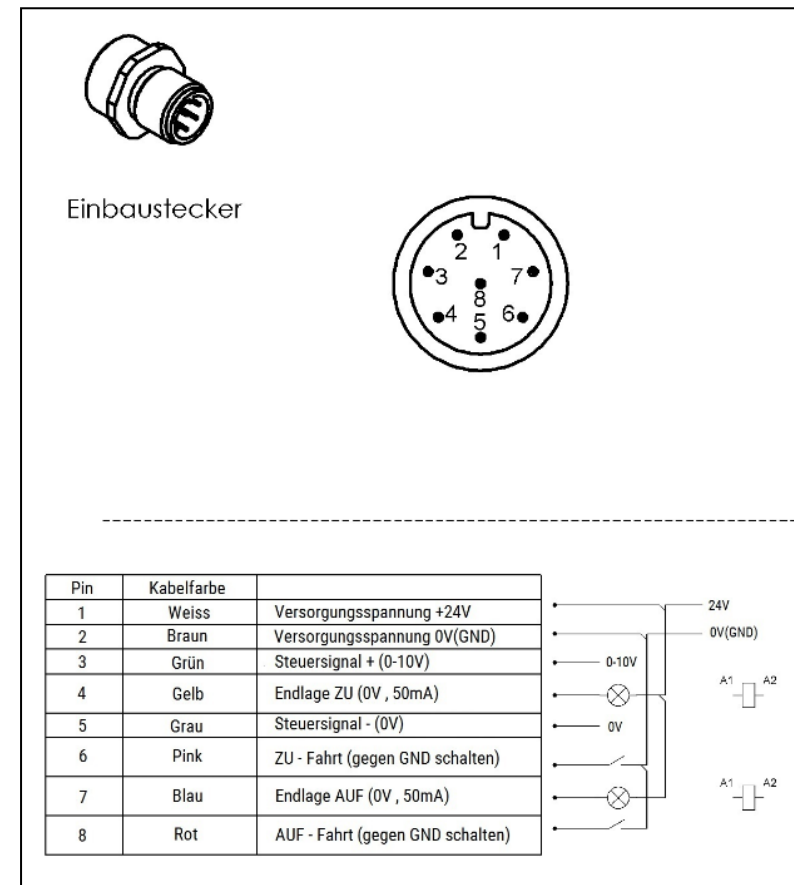 Einbaustecker
2 1
3 7
8
4 5 6
Pin Kabelfarbe
1 Weiss Versorgungsspannung +24V
2 Braun Versorgungsspannung 0V(GND)
3 Grün Steuersignal + (0-10V)
4 Gelb Endlage ZU (0V , 50mA)
5 Grau Steuersignal - (0V)
6 Pink ZU - Fahrt (gegen GND schalten)
7 Blau Endlage AUF (0V , 50mA)
8 Rot AUF - Fahrt (gegen GND schalten)
24V
0V(GND)
0-10V
A1 A2
0V
A1 A2